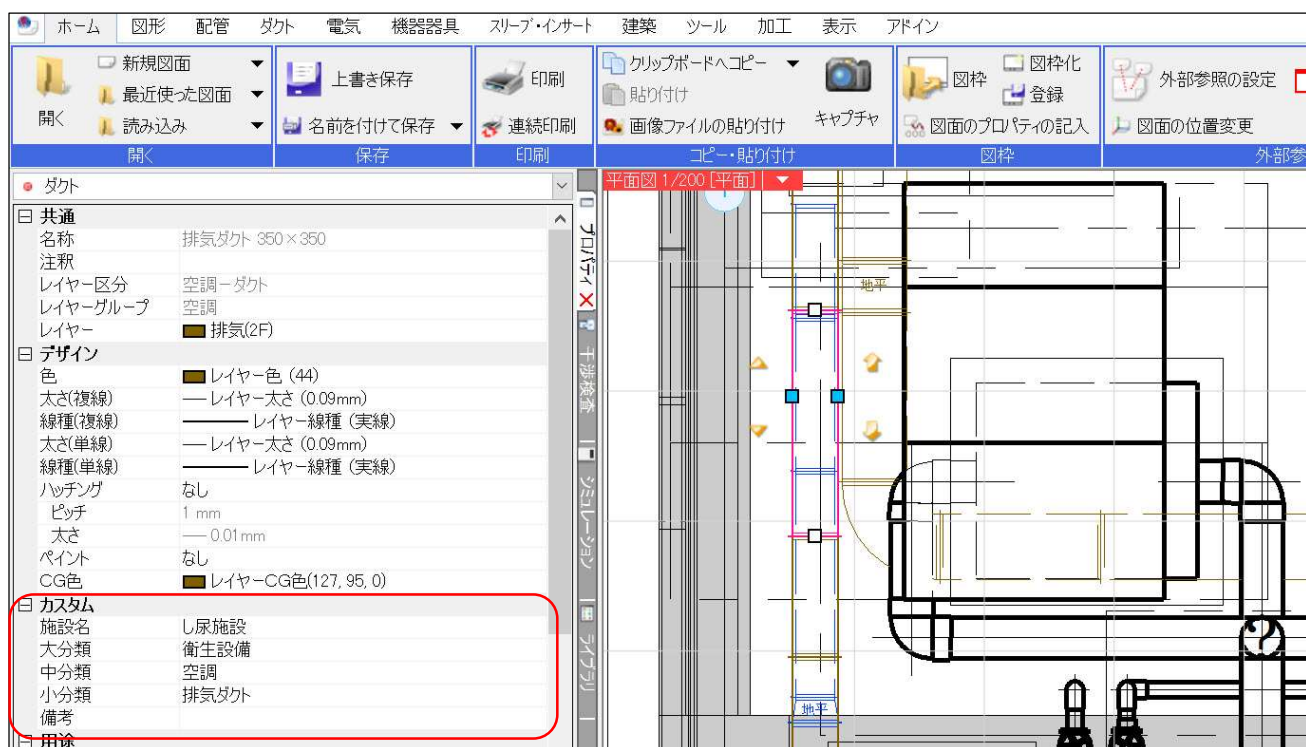 ホーム 図形 配管 ダクト 電気 機器器具 スリーブ・インサート 建築 ツール 加工 表示 アドイン
開く
新規図面
最近使った図面
読み込み
開く
上書き保存
名前を付けて保存
保存
印刷
連続印刷
印刷
クリップボードへコピー
貼り付け
画像ファイルの貼り付け
キャプチャ
コピー・貼り付け
図枠
図枠化
登録
図面のプロパティの記入
図枠
外部参照の設定
図面の位置変更
外部参
ダクト
共通
名称 排気ダクト 350×350
注釈
レイヤー区分 空調-ダクト
レイヤーグループ 空調
レイヤー 排気(2F)
デザイン
色 レイヤー色 (44)
太さ(複線) レイヤー太さ (0.09mm)
線種(複線) レイヤー線種 (実線)
太さ(単線) レイヤー太さ (0.09mm)
線種(単線) レイヤー線種 (実線)
ハッチング なし
ピッチ 1 mm
太さ 0.01mm
ペイント なし
CG色 レイヤーCG色(127, 95, 0)
カスタム
施設名 し尿施設
大分類 衛生設備
中分類 空調
小分類 排気ダクト
備考
用途
プロパティ
干渉検査
シミュレーション
ライブラリ
平面図 1/200 [平面]
地平
地平
?